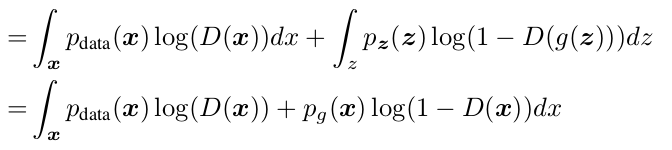 = ∫_x p_data(x) log(D(x))dx + ∫_z p_z(z) log(1 − D(g(z)))dz
= ∫_x p_data(x) log(D(x)) + p_g(x) log(1 − D(x))dx